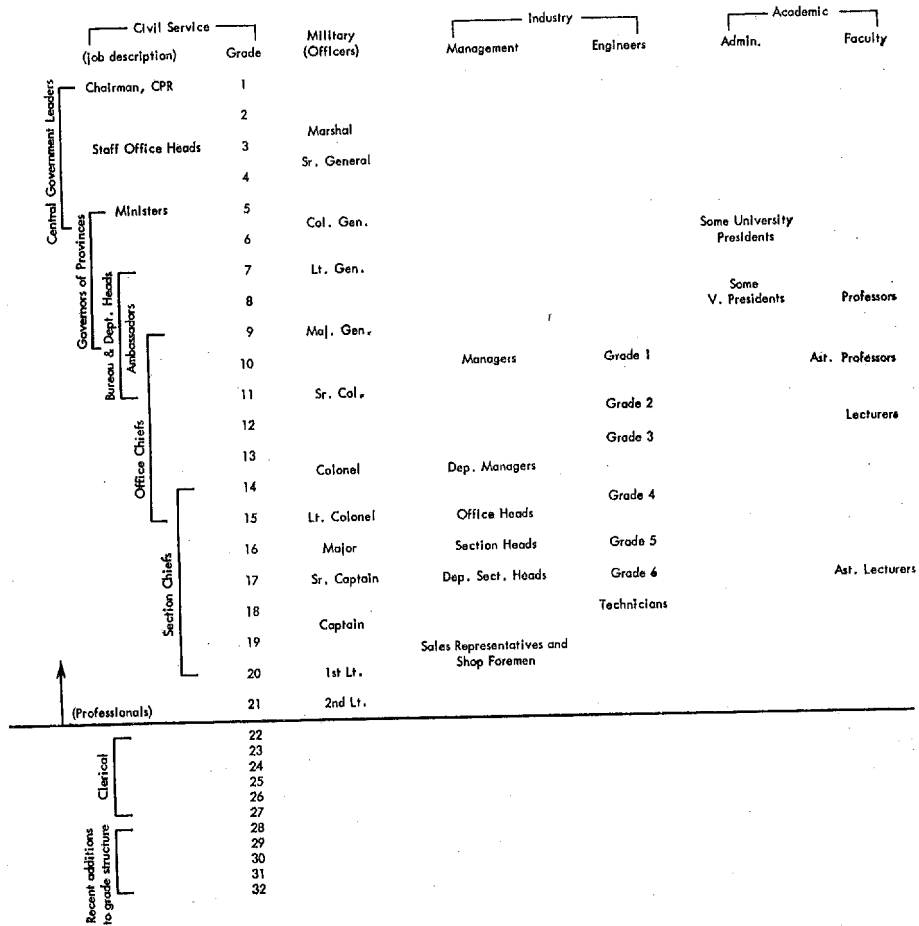 Civil Service
Military
(Officers)
Industry
Academic
(job description)
Grade
Management
Engineers
Admin.
Faculty
Central Government Leaders
Chairman, CPR
1
2
Marshal
Staff Office Heads
3
Sr. General
4
Governors of Provinces
Ministers
5
Col. Gen.
Some University
Presidents
6
Bureau & Dept. Heads
Ambassadors
7
Lt. Gen.
Some
V. Presidents
8
Professors
Office Chiefs
9
Maj. Gen.
10
Managers
Grade 1
Ast. Professors
11
Sr. Col.
Grade 2
Lecturers
12
Grade 3
13
Colonel
Dep. Managers
Section Chiefs
14
Grade 4
15
Lt. Colonel
Office Heads
16
Major
Section Heads
Grade 5
17
Sr. Captain
Dep. Sect. Heads
Grade 6
Ast. Lecturers
18
Technicians
Captain
19
Sales Representatives and
Shop Foremen
20
1st Lt.
(Professionals)
21
2nd Lt.
Clerical
22
23
24
25
26
27
Recent additions
to grade structure
28
29
30
31
32